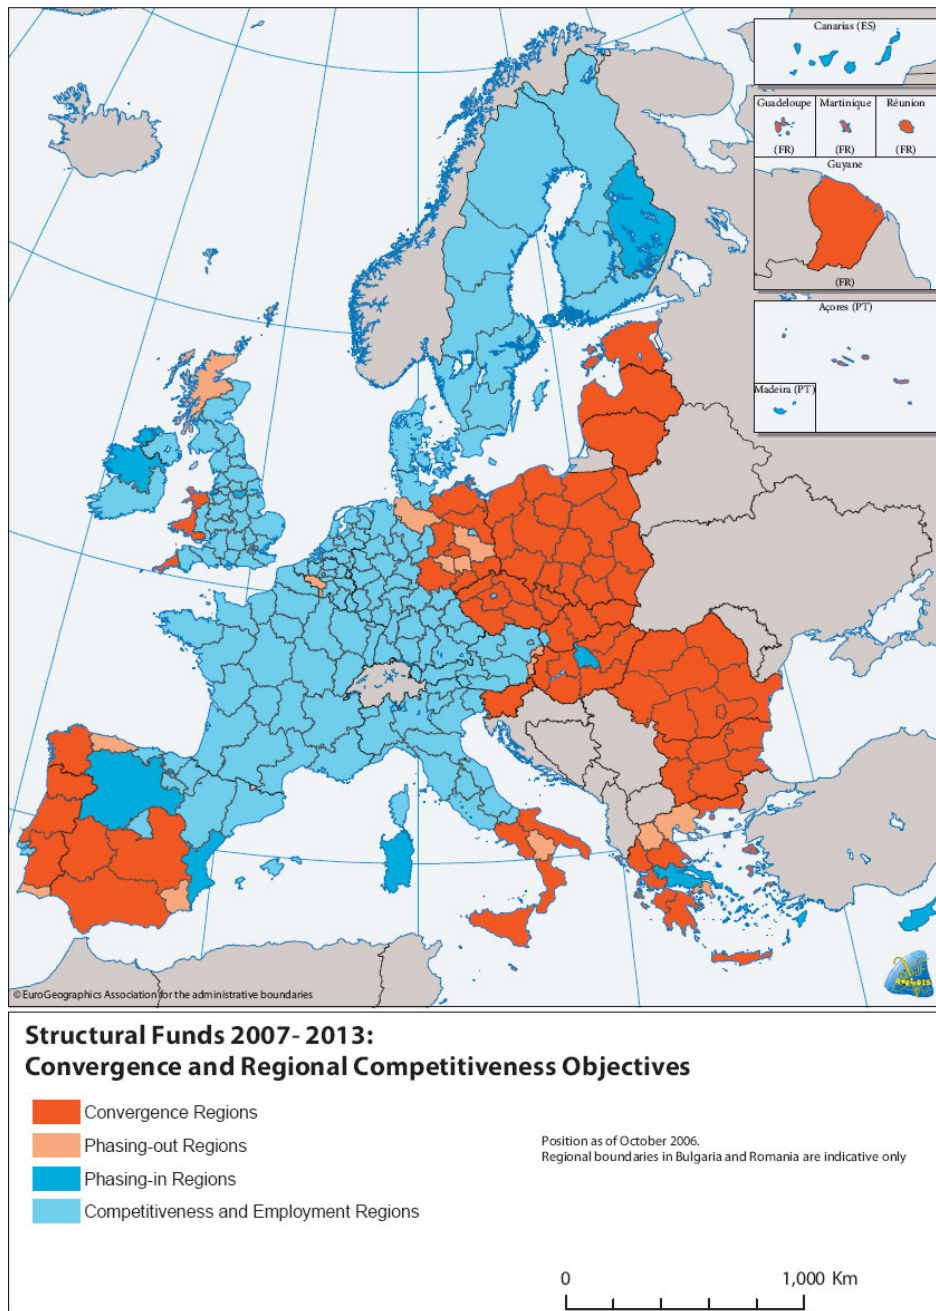 Canarias (ES)
Guadeloupe
Martinique
Réunion
(FR)
(FR)
(FR)
Guyane
(FR)
Açores (PT)
Madeira (PT)
© EuroGeographics Association for the administrative boundaries
Structural Funds 2007- 2013:
Convergence and Regional Competitiveness Objectives
Convergence Regions
Phasing-out Regions
Phasing-in Regions
Competitiveness and Employment Regions
Position as of October 2006.
Regional boundaries in Bulgaria and Romania are indicative only
0
1,000 Km